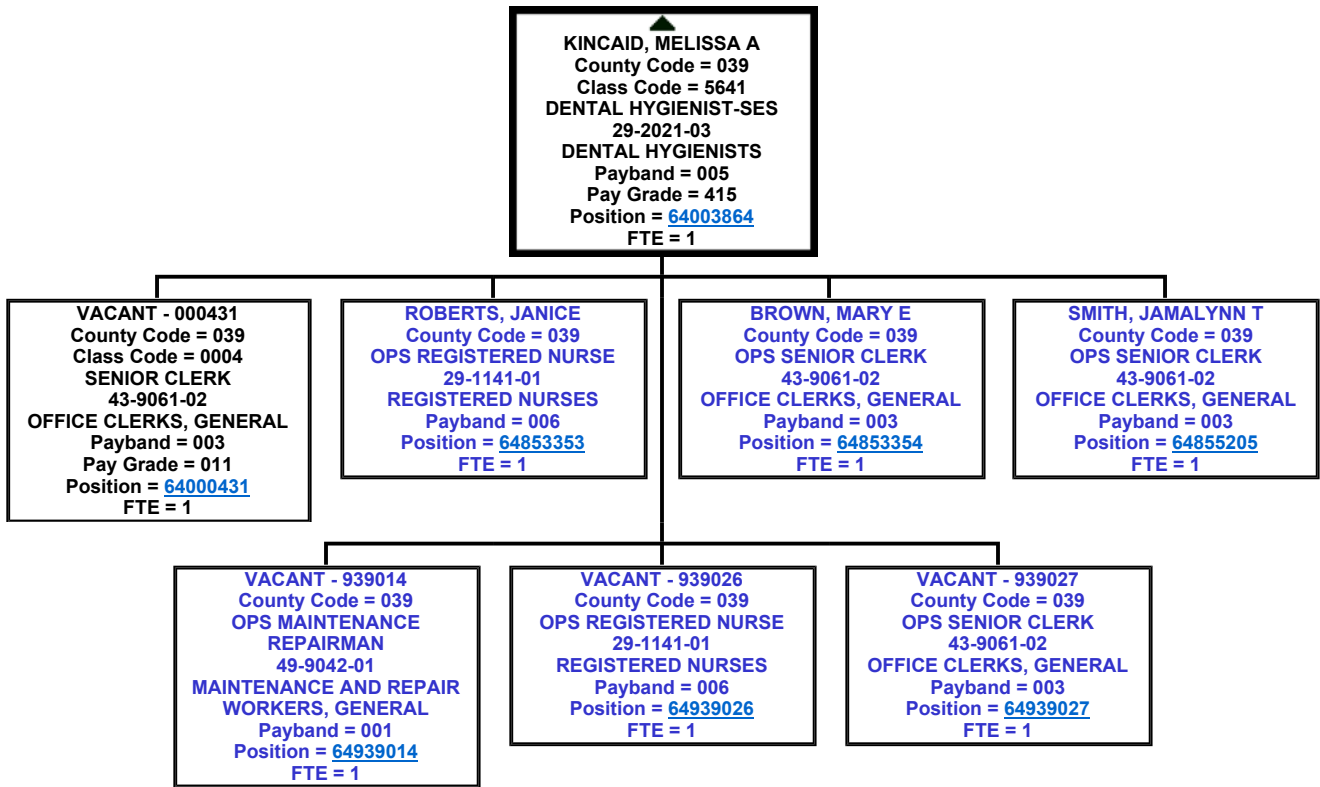 KINCAID, MELISSA A
County Code = 039
Class Code = 5641
DENTAL HYGIENIST-SES
29-2021-03
DENTAL HYGIENISTS
Payband = 005
Pay Grade = 415
Position = 64003864
FTE = 1
VACANT - 000431
County Code = 039
Class Code = 0004
SENIOR CLERK
43-9061-02
OFFICE CLERKS, GENERAL
Payband = 003
Pay Grade = 011
Position = 64000431
FTE = 1
ROBERTS, JANICE
County Code = 039
OPS REGISTERED NURSE
29-1141-01
REGISTERED NURSES
Payband = 006
Position = 64853353
FTE = 1
BROWN, MARY E
County Code = 039
OPS SENIOR CLERK
43-9061-02
OFFICE CLERKS, GENERAL
Payband = 003
Position = 64853354
FTE = 1
SMITH, JAMALYNN T
County Code = 039
OPS SENIOR CLERK
43-9061-02
OFFICE CLERKS, GENERAL
Payband = 003
Position = 64855205
FTE = 1
VACANT - 939014
County Code = 039
OPS MAINTENANCE
REPAIRMAN
49-9042-01
MAINTENANCE AND REPAIR
WORKERS, GENERAL
Payband = 001
Position = 64939014
FTE = 1
VACANT - 939026
County Code = 039
OPS REGISTERED NURSE
29-1141-01
REGISTERED NURSES
Payband = 006
Position = 64939026
FTE = 1
VACANT - 939027
County Code = 039
OPS SENIOR CLERK
43-9061-02
OFFICE CLERKS, GENERAL
Payband = 003
Position = 64939027
FTE = 1